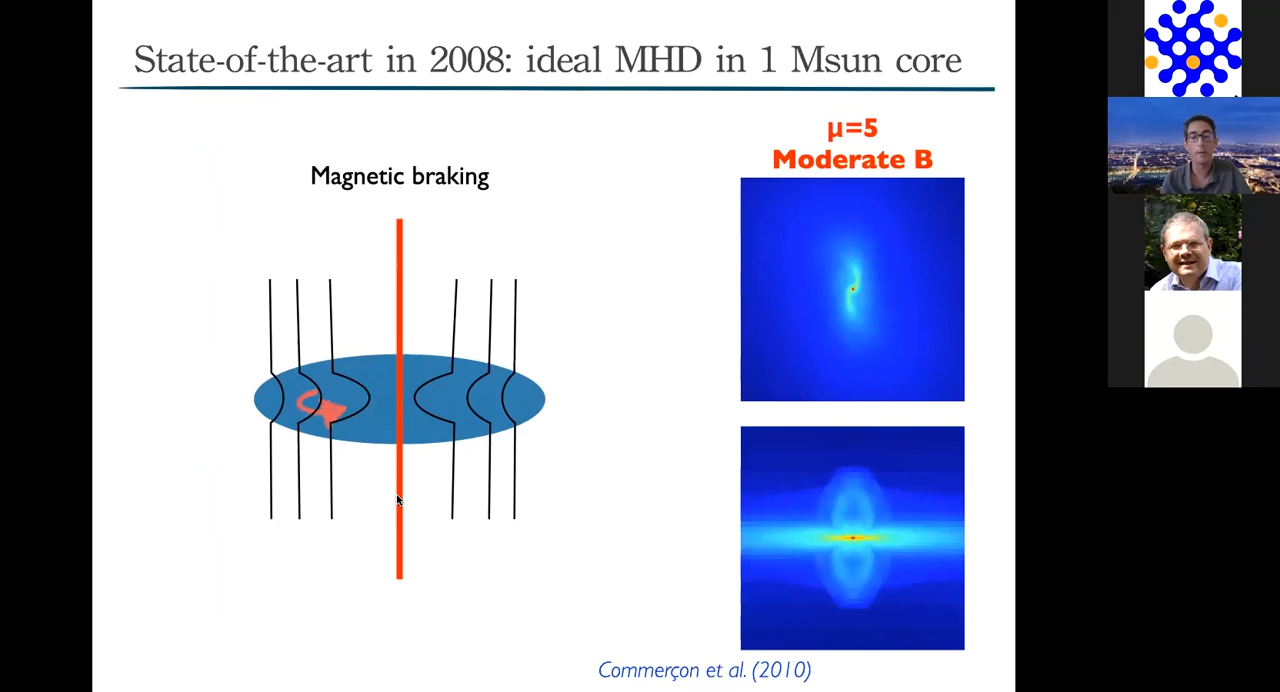 State-of-the-art in 2008: ideal MHD in 1 Msun core
Magnetic braking
μ=5
Moderate B
Commerçon et al. (2010)